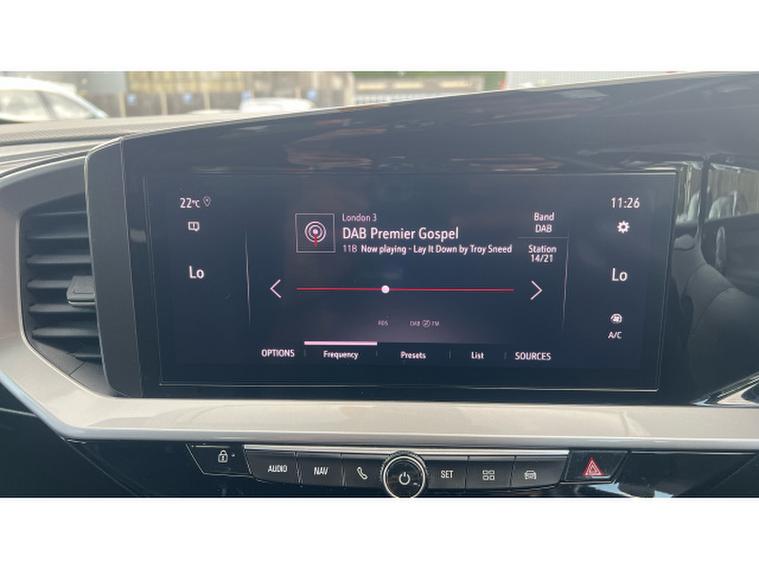 22°C
11:26
London 3
DAB Premier Gospel
11B Now playing - Lay It Down by Troy Sneed
Band
DAB
Station
14/21
Lo
Lo
A/C
RDS
DAB
FM
OPTIONS
Frequency
Presets
List
SOURCES
AUDIO
NAV
SET